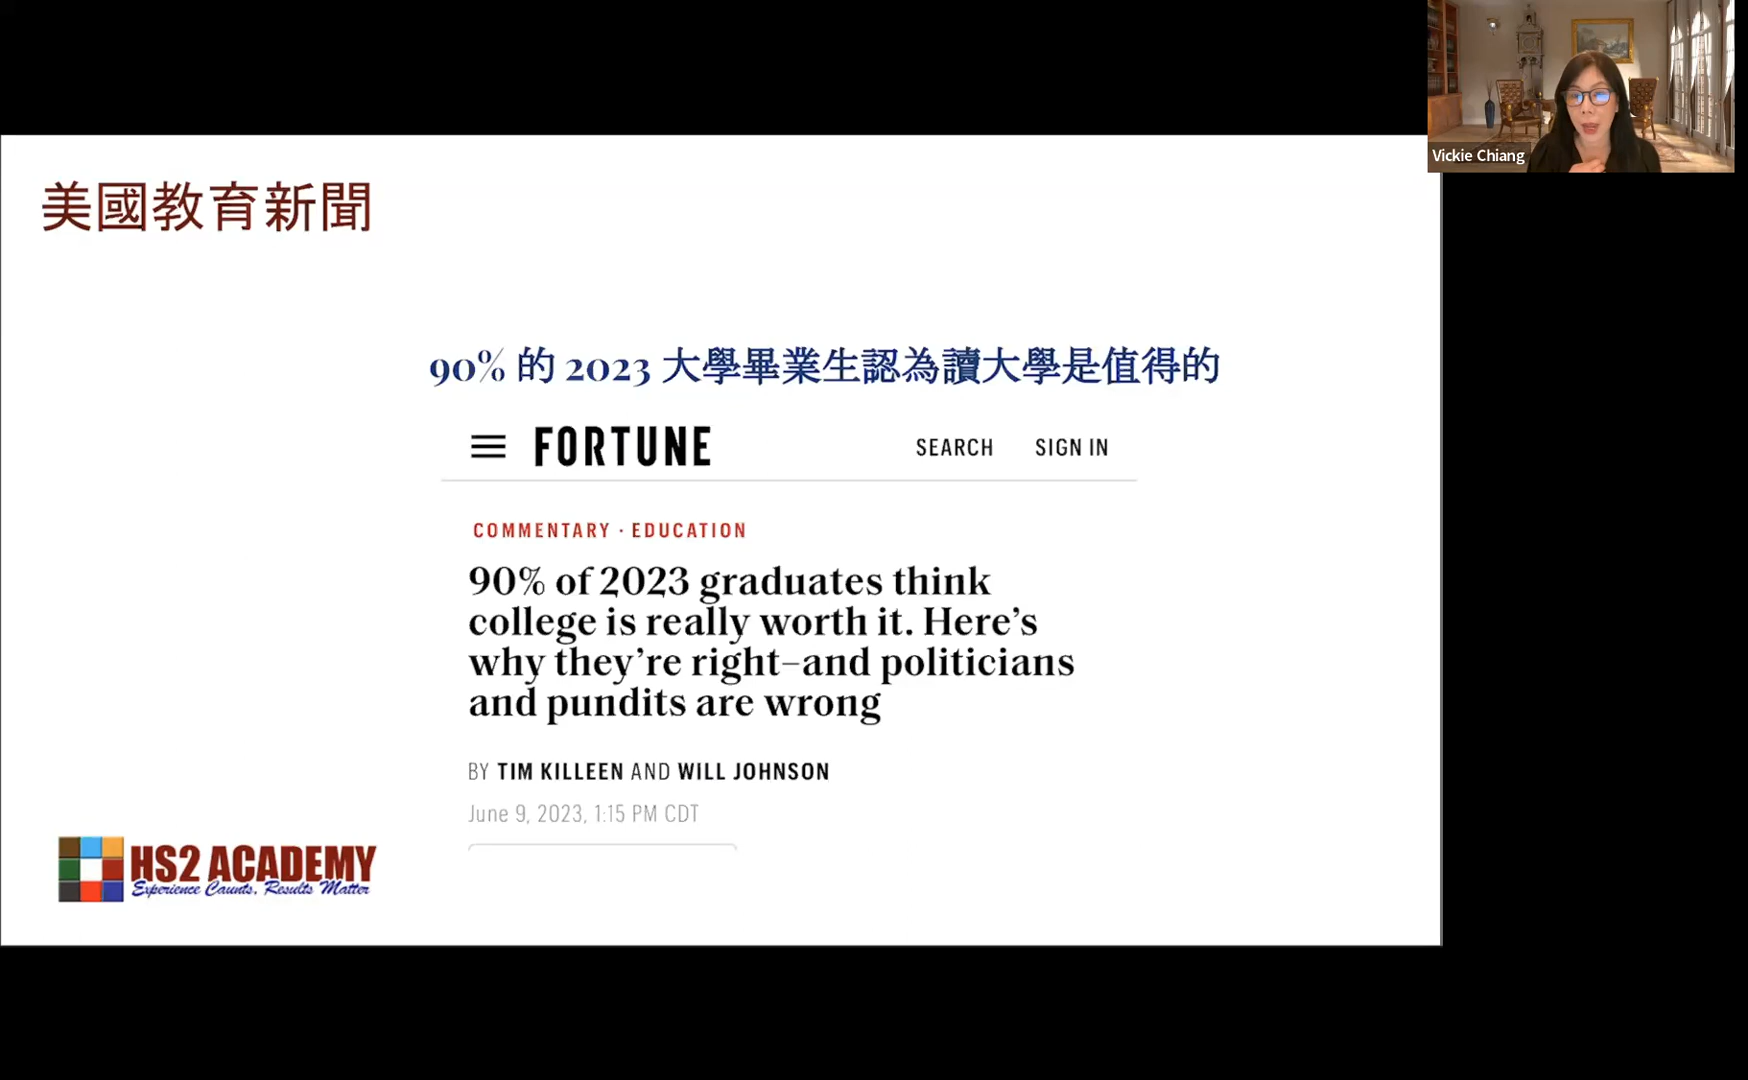 Vickie Chiang
美國教育新聞
90% 的 2023 大學畢業生認為讀大學是值得的
FORTUNE
SEARCH
SIGN IN
COMMENTARY · EDUCATION
90% of 2023 graduates think
college is really worth it. Here’s
why they’re right–and politicians
and pundits are wrong
BY TIM KILLEEN AND WILL JOHNSON
June 9, 2023, 1:15 PM CDT
HS2 ACADEMY
Experience Counts, Results Matter